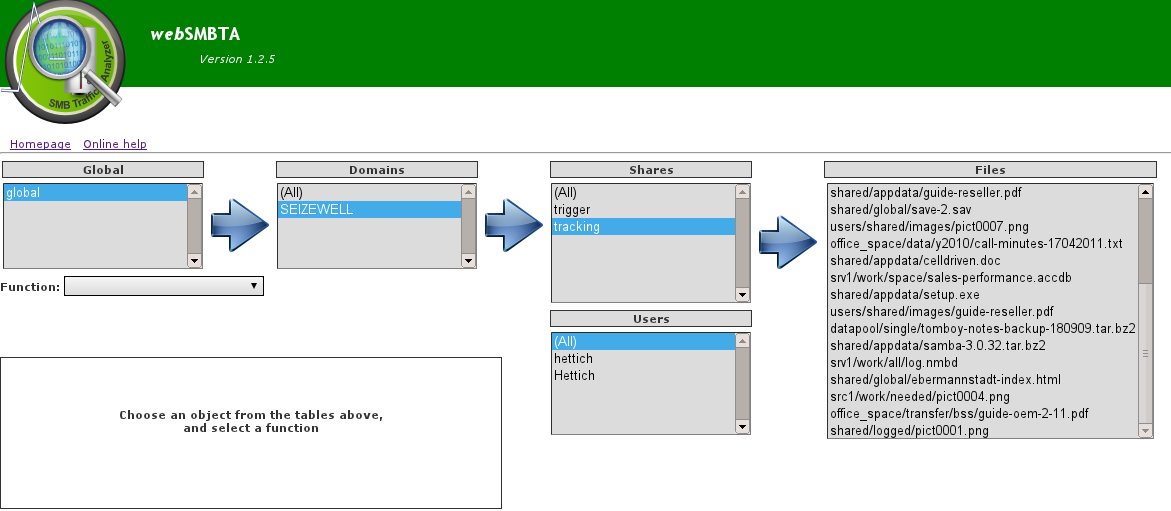 webSMBTA
Version 1.2.5
SMB Traffic Analyzer
Homepage Online help
Global
global
Function:
Domains
(All)
SEIZEWELL
Shares
(All)
trigger
tracking
Users
(All)
hettich
Hettich
Files
shared/appdata/guide-reseller.pdf
shared/global/save-2.sav
users/shared/images/pict0007.png
office_space/data/y2010/call-minutes-17042011.txt
shared/appdata/celldriven.doc
srv1/work/space/sales-performance.accdb
shared/appdata/setup.exe
users/shared/images/guide-reseller.pdf
datapool/single/tomboy-notes-backup-180909.tar.bz2
shared/appdata/samba-3.0.32.tar.bz2
srv1/work/all/log.nmbd
shared/global/ebermannstadt-index.html
src1/work/needed/pict0004.png
office_space/transfer/bss/guide-oem-2-11.pdf
shared/logged/pict0001.png
Choose an object from the tables above,
and select a function